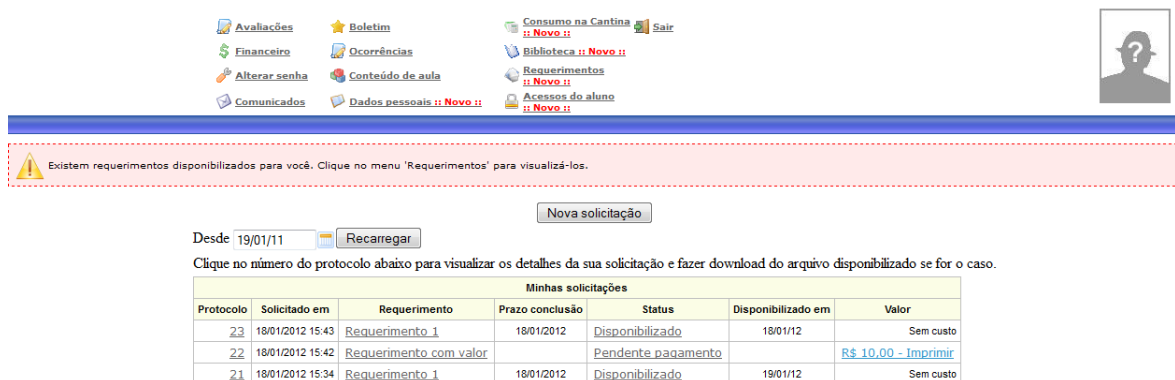 Avaliações Boletim Consumo na Cantina :: Novo :: Sair
Financeiro Ocorrências Biblioteca :: Novo ::
Alterar senha Conteúdo de aula Requerimentos :: Novo ::
Comunicados Dados pessoais :: Novo :: Acessos do aluno :: Novo ::
?
Existem requerimentos disponibilizados para você. Clique no menu 'Requerimentos' para visualizá-los.
Nova solicitação
Desde 19/01/11 Recarregar
Clique no número do protocolo abaixo para visualizar os detalhes da sua solicitação e fazer download do arquivo disponibilizado se for o caso.
Minhas solicitações
Protocolo Solicitado em Requerimento Prazo conclusão Status Disponibilizado em Valor
23 18/01/2012 15:43 Requerimento 1 18/01/2012 Disponibilizado 18/01/12 Sem custo
22 18/01/2012 15:42 Requerimento com valor Pendente pagamento R$ 10,00 - Imprimir
21 18/01/2012 15:34 Requerimento 1 18/01/2012 Disponibilizado 19/01/12 Sem custo